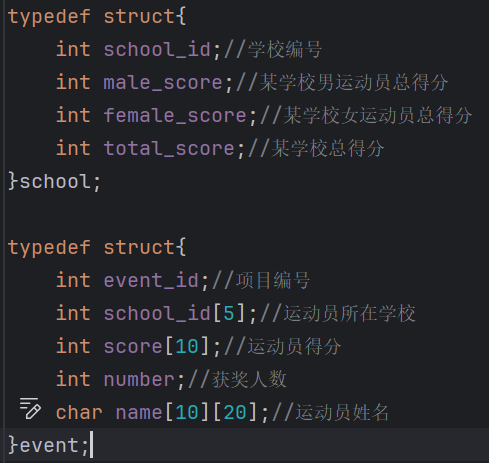 typedef struct{
    int school_id;//学校编号
    int male_score;//某学校男运动员总得分
    int female_score;//某学校女运动员总得分
    int total_score;//某学校总得分
}school;

typedef struct{
    int event_id;//项目编号
    int school_id[5];//运动员所在学校
    int score[10];//运动员得分
    int number;//获奖人数
    char name[10][20];//运动员姓名
}event;